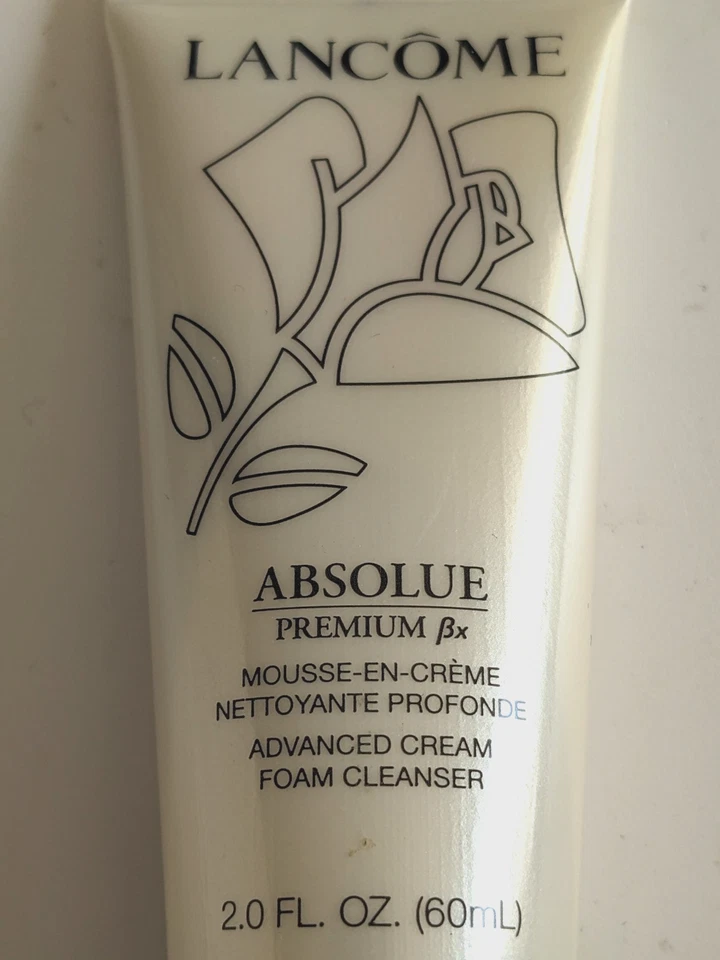 LANCÔME
ABSOLUE
PREMIUM βx
MOUSSE-EN-CRÈME
NETTOYANTE PROFONDE
ADVANCED CREAM
FOAM CLEANSER
2.0 FL. OZ. (60mL)